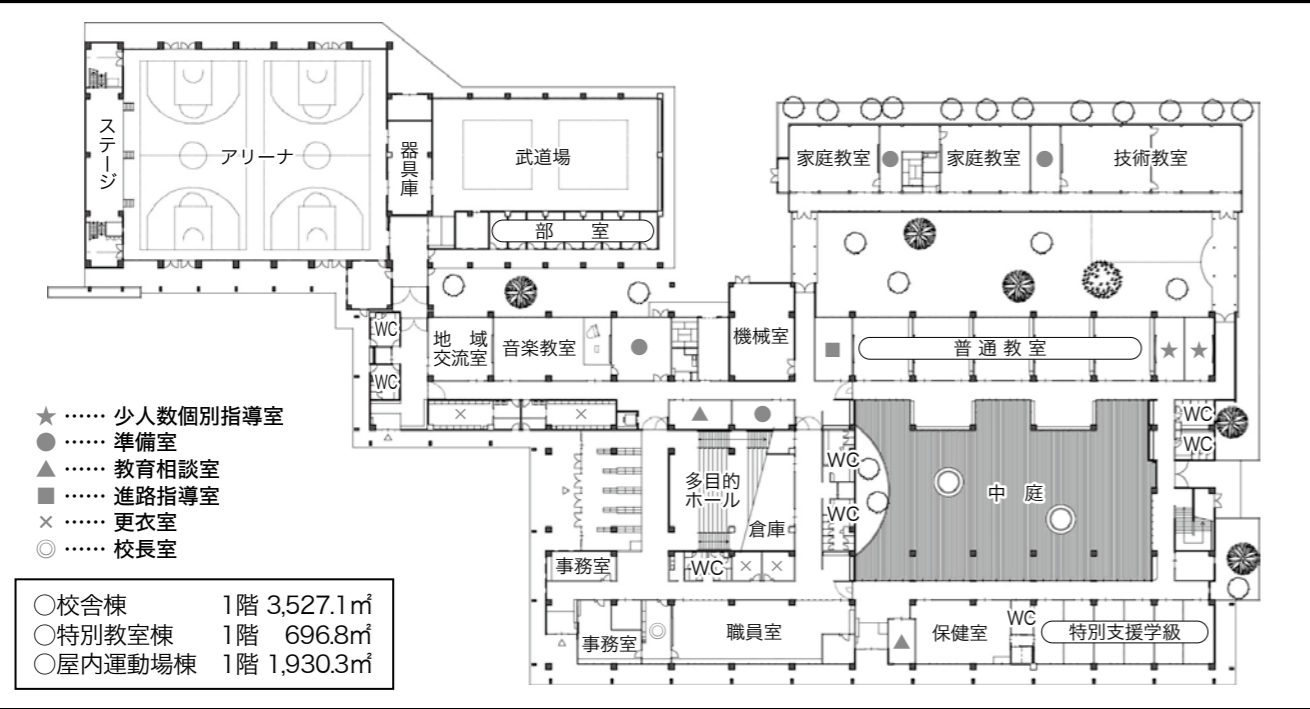 ステージ
アリーナ
器具庫
武道場
部 室
家庭教室
●
家庭教室
●
技術教室
WC
WC
地 域
交流室
音楽教室
●
機械室
■
普 通 教 室
★ ★
×
×
▲
●
WC
WC
多目的
ホール
倉庫
WC
WC
中 庭
事務室
WC
×
×
事務室
◎
職員室
▲
保健室
WC
特別支援学級
★ …… 少人数個別指導室
● …… 準備室
▲ …… 教育相談室
■ …… 進路指導室
× …… 更衣室
◎ …… 校長室
○校舎棟 1階 3,527.1㎡
○特別教室棟 1階 696.8㎡
○屋内運動場棟 1階 1,930.3㎡